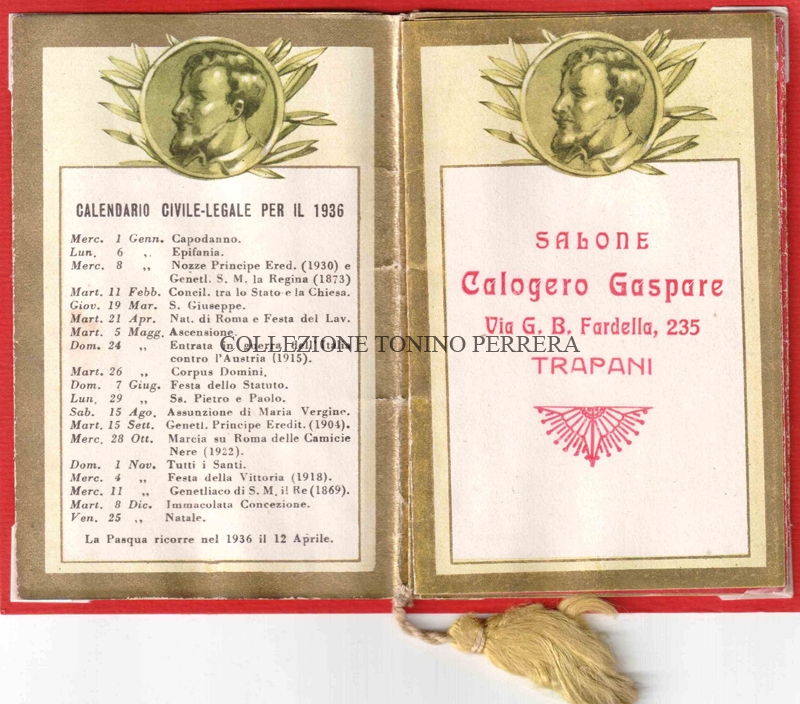 CALENDARIO CIVILE-LEGALE PER IL 1936
Merc. 1 Genn. Capodanno.
Lun. 6 „ Epifania.
Merc. 8 „ Nozze Principe Ered. (1930) e
Genetl. S. M. la Regina (1873)
Mart. 11 Febb. Concil. tra lo Stato e la Chiesa.
Giov. 19 Mar. S. Giuseppe.
Mart. 21 Apr. Nat. di Roma e Festa del Lav.
Mart. 5 Magg. Ascensione.
Dom. 24 „ Entrata in guerra dell'Italia
contro l'Austria (1915).
Mart. 26 „ Corpus Domini.
Dom. 7 Giug. Festa dello Statuto.
Lun. 29 „ Ss. Pietro e Paolo.
Sab. 15 Ago. Assunzione di Maria Vergine.
Mart. 15 Sett. Genetl. Principe Eredit. (1904).
Merc. 28 Ott. Marcia su Roma delle Camicie
Nere (1922).
Dom. 1 Nov. Tutti i Santi.
Merc. 4 „ Festa della Vittoria (1918).
Merc. 11 „ Genetliaco di S. M. il Re (1869).
Mart. 8 Dic. Immacolata Concezione.
Ven. 25 „ Natale.
La Pasqua ricorre nel 1936 il 12 Aprile.
SALONE
Calogero Gaspare
Via G. B. Fardella, 235
TRAPANI
COLLEZIONE TONINO PERRERA